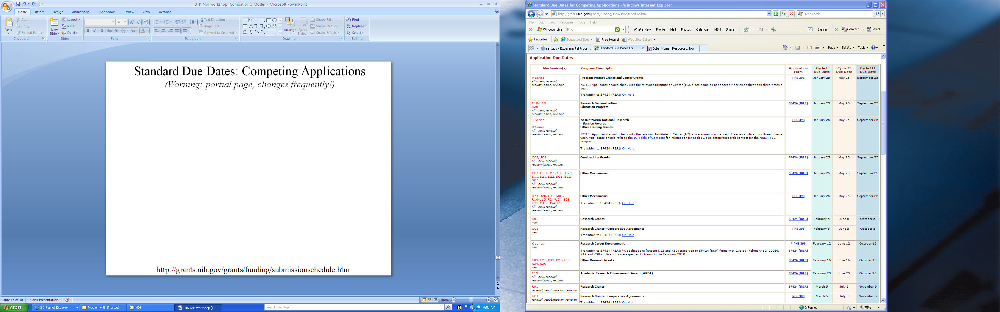 UTK NIH workshop [Compatibility Mode] - Microsoft PowerPoint
Home Insert Design Animations Slide Show Review View Acrobat
Paste
Cut
Copy
Format Painter
Clipboard
New
Slide
Layout
Reset
Delete
Slides
24
Font
Text Direction
Align Text
Convert to SmartArt
Paragraph
Arrange
Quick
Styles
Shape Fill
Shape Outline
Shape Effects
Drawing
Find
Replace
Select
Editing
Standard Due Dates: Competing Applications
(Warning: partial page, changes frequently!)
http://grants.nih.gov/grants/funding/submissionschedule.htm
Slide 47 of 50 "Blank Presentation" 100%
start 3 Internet Explorer Problem with Shortcut NIH UTK NIH workshop [C... Search Desktop 9:51 AM
Standard Due Dates for Competing Applications - Windows Internet Explorer
http://grants.nih.gov/grants/funding/submissionschedule.htm Live Search
File Edit View Favorites Tools Help
Windows Live Bing What's New Profile Mail Photos Calendar MSN Share Sign in Convert Select
Favorites Suggested Sites Free Hotmail Web Slice Gallery
nsf.gov - Experimental Progr... Standard Due Dates for ... Jobs, Human Resources, Nor... Page Safety Tools
Application Due Dates
Mechanism(s) Program Description Application Form Cycle I Due Date Cycle II Due Date Cycle III Due Date
P Series
All - new, renewal,
resubmission, revision
Program Project Grants and Center Grants
NOTE: Applicants should check with the relevant Institute or Center (IC), since some do not accept P series applications three times a
year.
Transition to SF424 (R&R): On Hold
PHS 398 January 25 May 25 September 25
R18/U18
R25
All - new, renewal,
resubmission, revision
Research Demonstration
Education Projects
SF424 (R&R) January 25 May 25 September 25
T Series
D Series
All - new, renewal,
resubmission, revision
Institutional National Research
Service Awards
Other Training Grants
NOTE: Applicants should check with the relevant Institute or Center (IC), since some do not accept T series applications three times a
year. Applicants should refer to the IC Table of Contacts for information for each IC's scientific/research contact for the NRSA T32
program.
Transition to SF424 (R&R): On Hold
PHS 398 January 25 May 25 September 25
C06/UC6
All - new, renewal,
resubmission, revision
Construction Grants
SF424 (R&R) January 25 May 25 September 25
G07, G08, G11, G13, G20,
S11, S21, S22, SC1, SC2,
SC3
All - new, renewal,
resubmission, revision
Other Mechanisms
SF424 (R&R) January 25 May 25 September 25
D71/U2R, G12, M01,
R10/U10, R24/U24, S06,
U19, U45, U54, U56
All - new, renewal,
resubmission, revision
Other Mechanisms
Transition to SF424 (R&R): On Hold
PHS 398 January 25 May 25 September 25
R01
new
Research Grants
SF424 (R&R) February 5 June 5 October 5
U01
new
Research Grants - Cooperative Agreements
Transition to SF424 (R&R): On Hold
PHS 398 February 5 June 5 October 5
K series
new
Research Career Development
Transition to SF424 (R&R): *K applications (except K12 and K30) transition to SF424 (R&R) forms with Cycle I (February 12, 2009).
K12 and K30 applications are expected to transition in February 2010.
* PHS 398
or
SF424 (R&R)
February 12 June 12 October 12
R03, R21, R33, R21/R33,
R34, R36
new
Other Research Grants
SF424 (R&R) February 16 June 16 October 16
R15
All - new, renewal,
resubmission, revision
Academic Research Enhancement Award (AREA)
SF424 (R&R) February 25 June 25 October 25
R01
renewal, resubmission, revision
Research Grants
SF424 (R&R) March 5 July 5 November 5
U01
renewal, resubmission, revision
Research Grants - Cooperative Agreements
Transition to SF424 (R&R): On Hold
PHS 398 March 5 July 5 November 5
Internet 75%